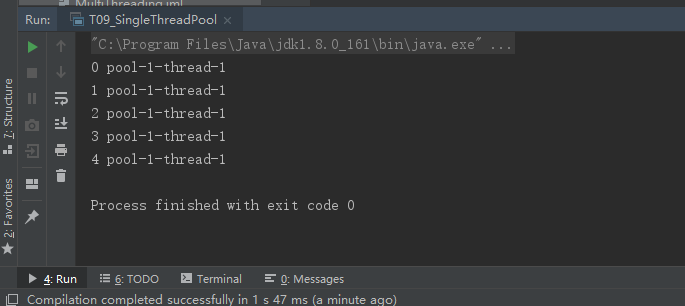 MultiThreading.iml
Run: T09_SingleThreadPool ×
"C:\Program Files\Java\jdk1.8.0_161\bin\java.exe" ...
0 pool-1-thread-1
1 pool-1-thread-1
2 pool-1-thread-1
3 pool-1-thread-1
4 pool-1-thread-1
Process finished with exit code 0
7: Structure
2: Favorites
4: Run 6: TODO Terminal 0: Messages
Compilation completed successfully in 1 s 47 ms (a minute ago)